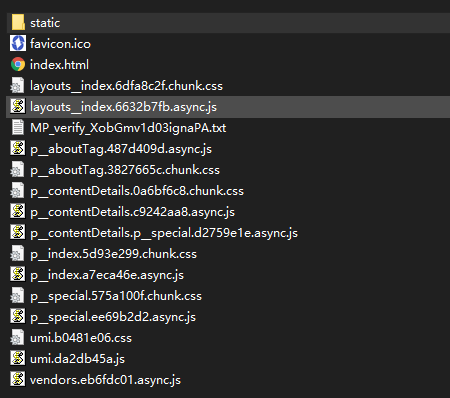 static
favicon.ico
index.html
layouts__index.6dfa8c2f.chunk.css
layouts__index.6632b7fb.async.js
MP_verify_XobGmv1d03ignaPA.txt
p__aboutTag.487d409d.async.js
p__aboutTag.3827665c.chunk.css
p__contentDetails.0a6bf6c8.chunk.css
p__contentDetails.c9242aa8.async.js
p__contentDetails.p__special.d2759e1e.async.js
p__index.5d93e299.chunk.css
p__index.a7eca46e.async.js
p__special.575a100f.chunk.css
p__special.ee69b2d2.async.js
umi.b0481e06.css
umi.da2db45a.js
vendors.eb6fdc01.async.js